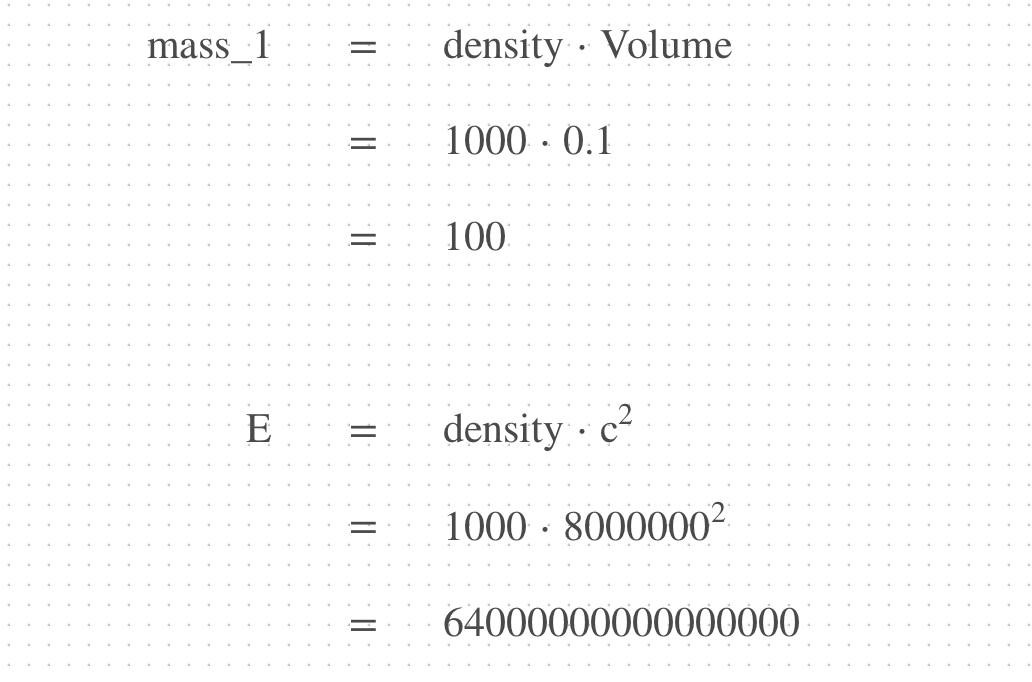 mass_1 = density · Volume
= 1000 · 0.1
= 100
E = density · c²
= 1000 · 8000000²
= 64000000000000000